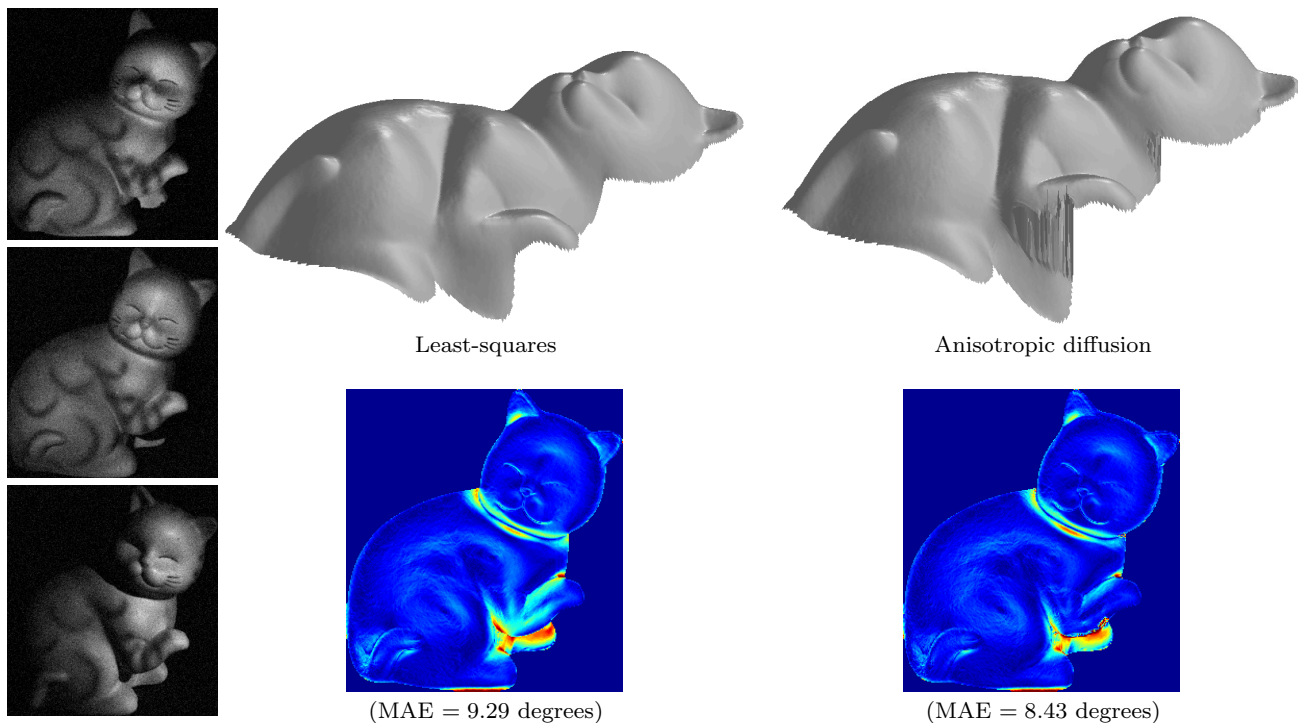 Least-squares
Anisotropic diffusion
(MAE = 9.29 degrees)
(MAE = 8.43 degrees)